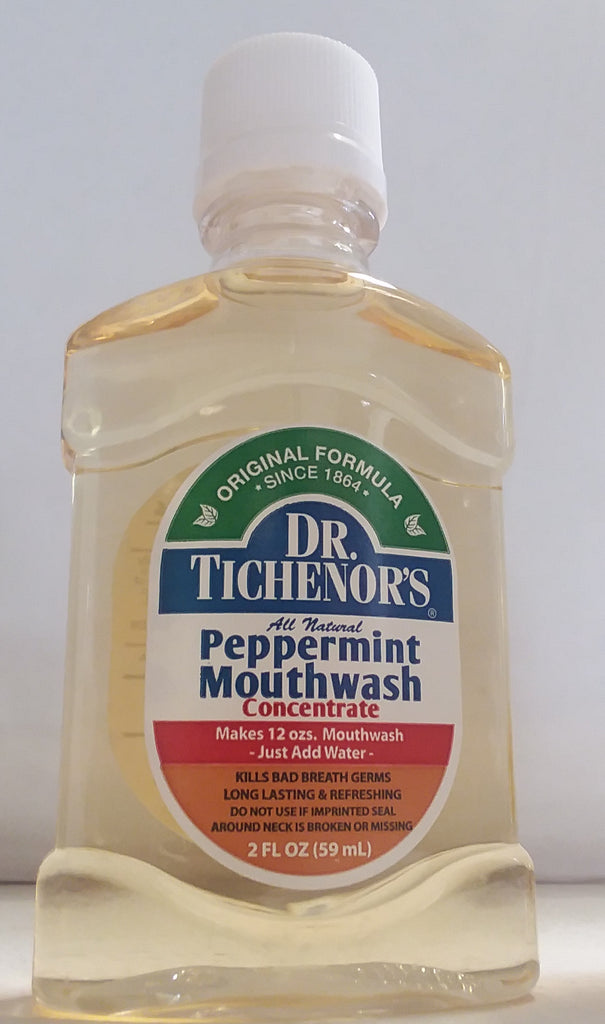 ORIGINAL FORMULA
* SINCE 1864 *
DR.
TICHENOR'S®
All Natural
Peppermint
Mouthwash
Concentrate
Makes 12 ozs. Mouthwash
- Just Add Water -
KILLS BAD BREATH GERMS
LONG LASTING & REFRESHING
DO NOT USE IF IMPRINTED SEAL
AROUND NECK IS BROKEN OR MISSING
2 FL OZ (59 mL)